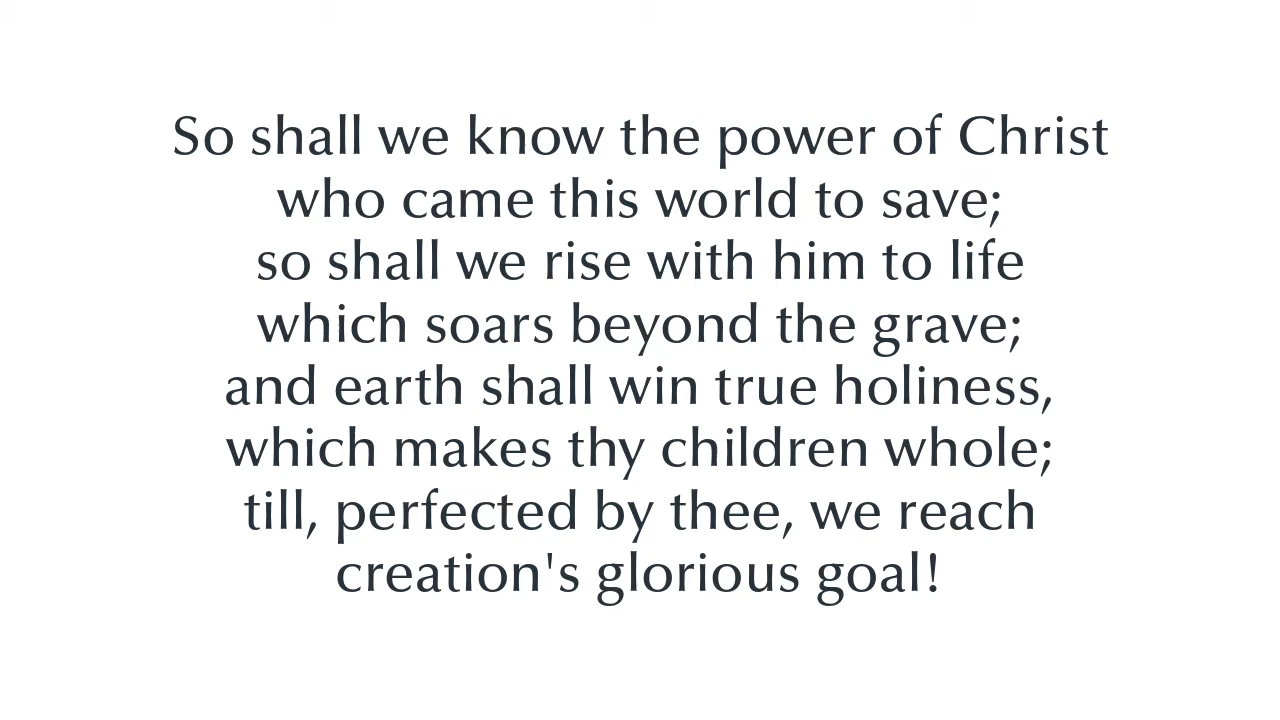 So shall we know the power of Christ
who came this world to save;
so shall we rise with him to life
which soars beyond the grave;
and earth shall win true holiness,
which makes thy children whole;
till, perfected by thee, we reach
creation's glorious goal!